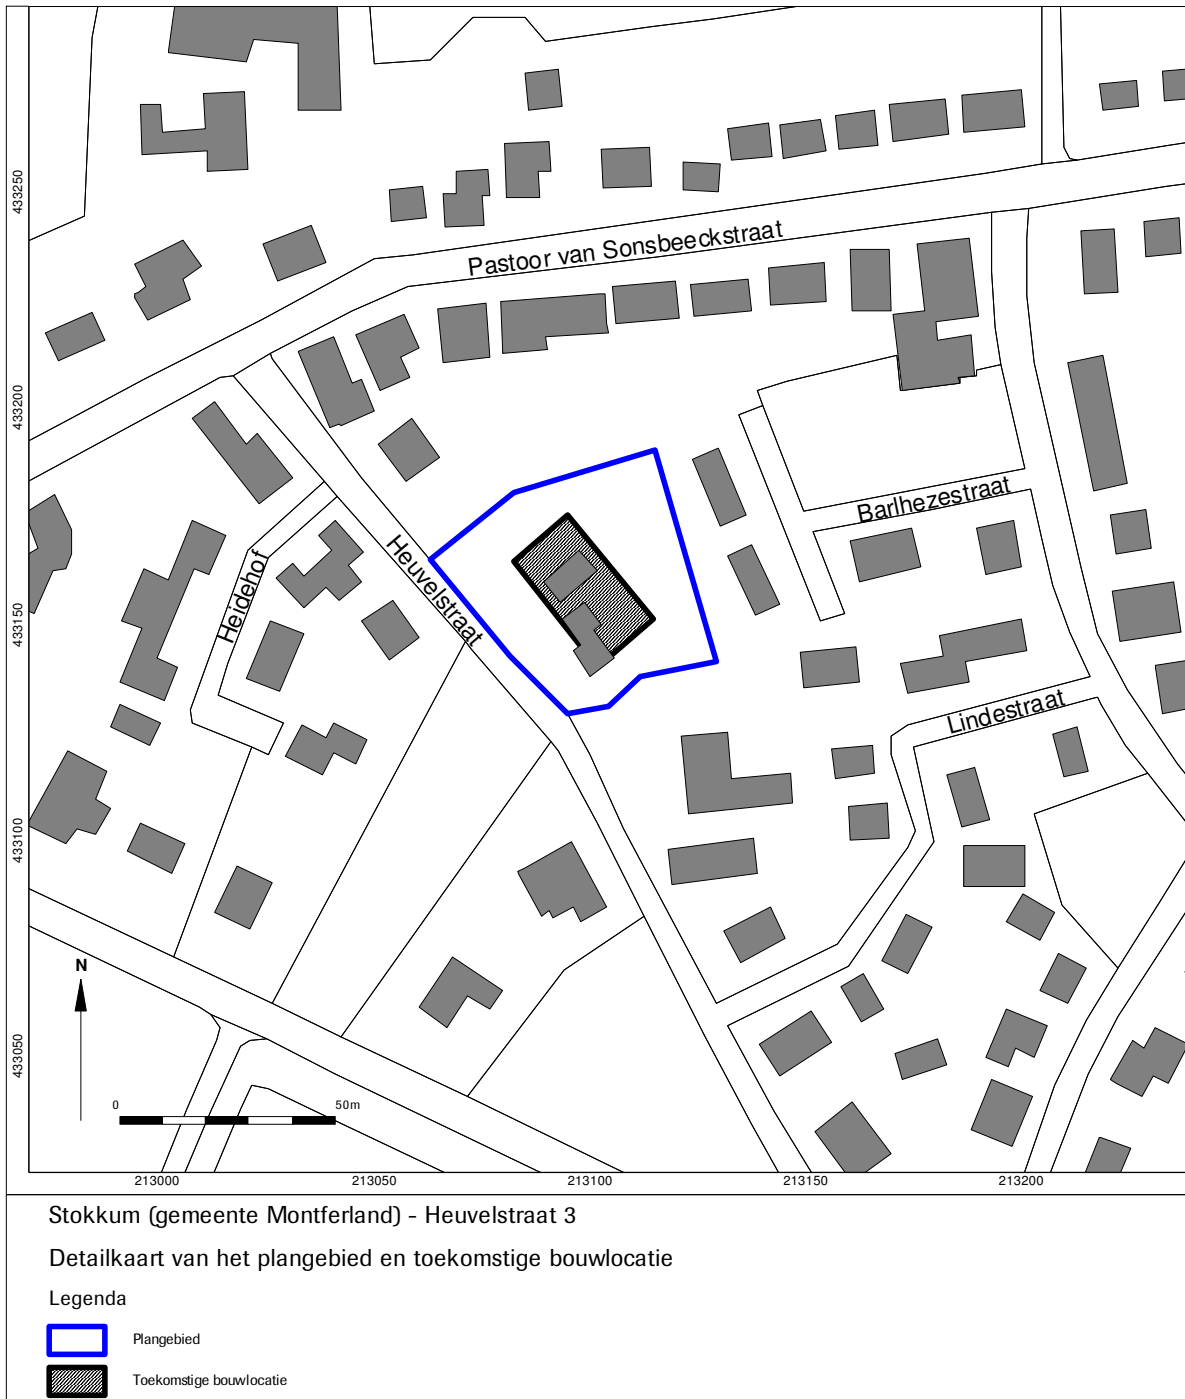 433250
433200
433150
433100
433050
Pastoor van Sonsbeeckstraat
Barlhezestraat
Heuvelstraat
Heidehof
Lindestraat
N
0
50m
213000
213050
213100
213150
213200
Stokkum (gemeente Montferland) - Heuvelstraat 3
Detailkaart van het plangebied en toekomstige bouwlocatie
Legenda
Plangebied
Toekomstige bouwlocatie